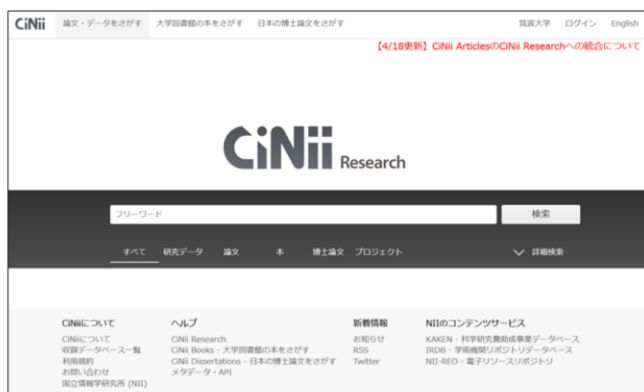 CiNii 論文・データをさがす 大学図書館の本をさがす 日本の博士論文をさがす 筑波大学 ログイン English
【4/18更新】CiNii ArticlesのCiNii Researchへの統合について
CiNii Research
フリーワード 検索
すべて 研究データ 論文 本 博士論文 プロジェクト 詳細検索
CiNiiについて ヘルプ 新着情報 NIIのコンテンツサービス
CiNiiについて CiNii Research お知らせ KAKEN - 科学研究費助成事業データベース
収録データベース一覧 CiNii Books - 大学図書館の本をさがす RSS IRDB - 学術機関リポジトリデータベース
利用規約 CiNii Dissertations - 日本の博士論文をさがす Twitter NII-REO - 電子リソースリポジトリ
お問い合わせ メタデータ・API
国立情報学研究所 (NII)